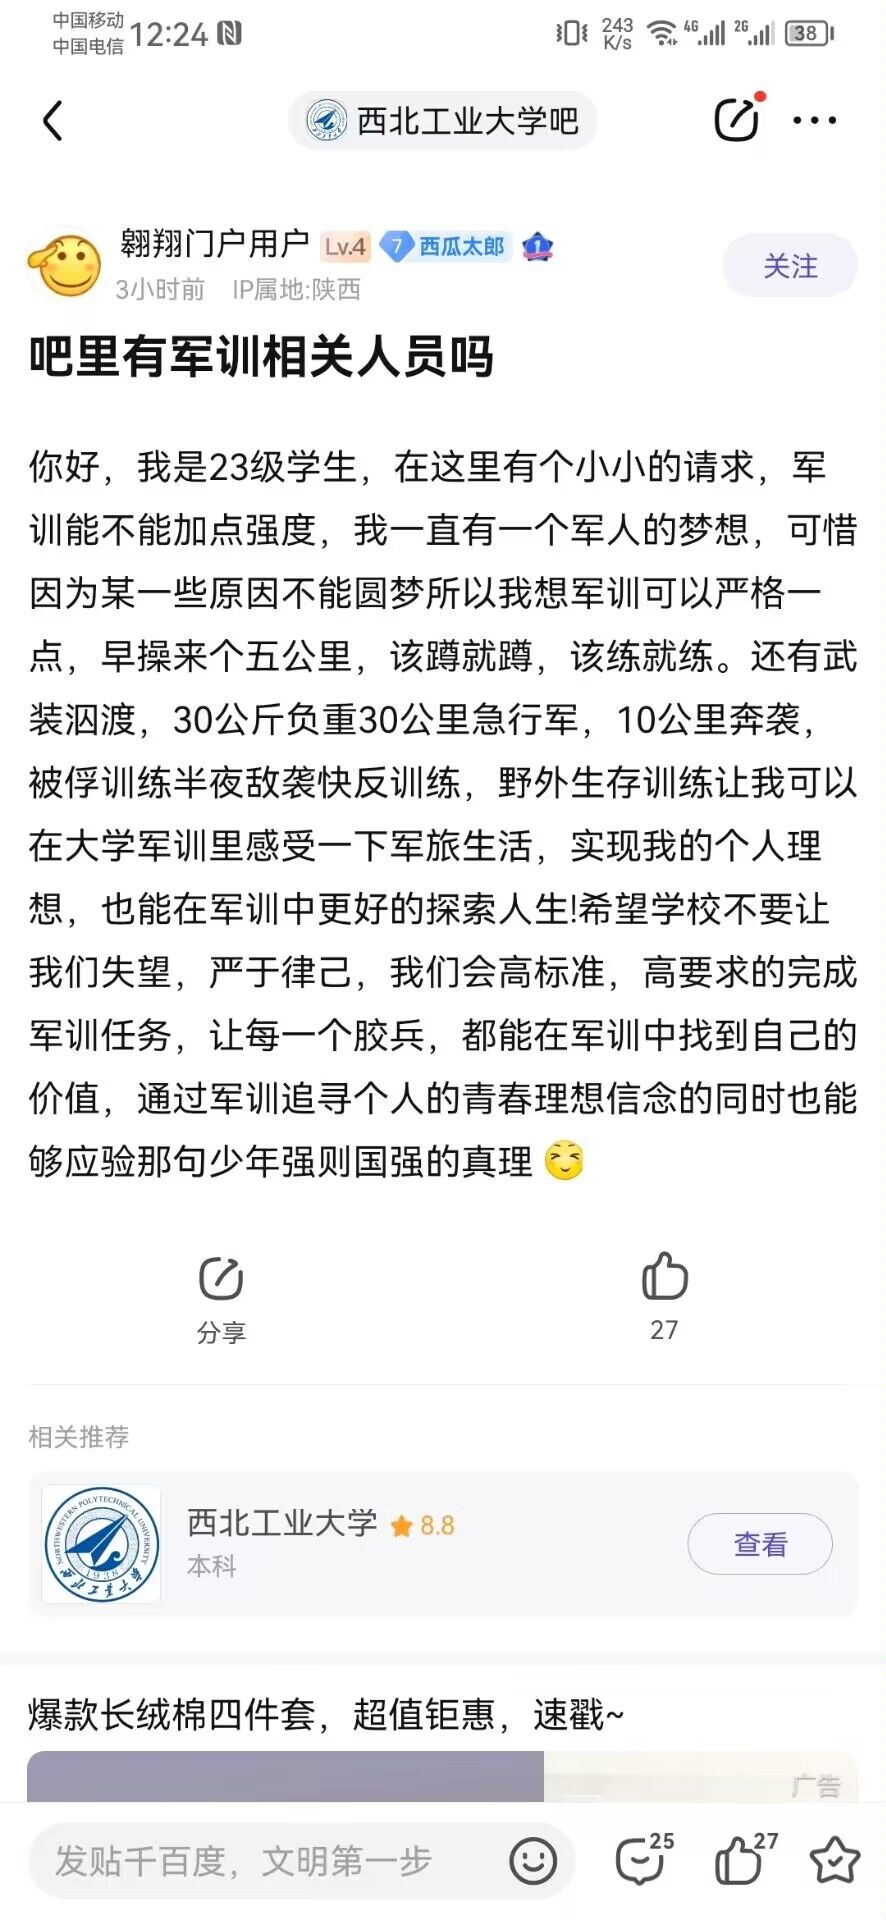 中国移动
中国电信
12:24
243
K/s
4G
2G
38
西北工业大学吧
翱翔门户用户
Lv.4
7 西瓜太郎
1
3小时前 IP属地:陕西
关注
吧里有军训相关人员吗
你好，我是23级学生，在这里有个小小的请求，军
训能不能加点强度，我一直有一个军人的梦想，可惜
因为某一些原因不能圆梦所以我想军训可以严格一
点，早操来个五公里，该蹲就蹲，该练就练。还有武
装泅渡，30公斤负重30公里急行军，10公里奔袭，
被俘训练半夜敌袭快反训练，野外生存训练让我可以
在大学军训里感受一下军旅生活，实现我的个人理
想，也能在军训中更好的探索人生!希望学校不要让
我们失望，严于律己，我们会高标准，高要求的完成
军训任务，让每一个胶兵，都能在军训中找到自己的
价值，通过军训追寻个人的青春理想信念的同时也能
够应验那句少年强则国强的真理
分享
27
相关推荐
NORTHWESTERN POLYTECHNICAL UNIVERSITY
1938
西北工业大学
西北工业大学
8.8
本科
查看
爆款长绒棉四件套，超值钜惠，速戳~
广告
发贴千百度，文明第一步
25
27